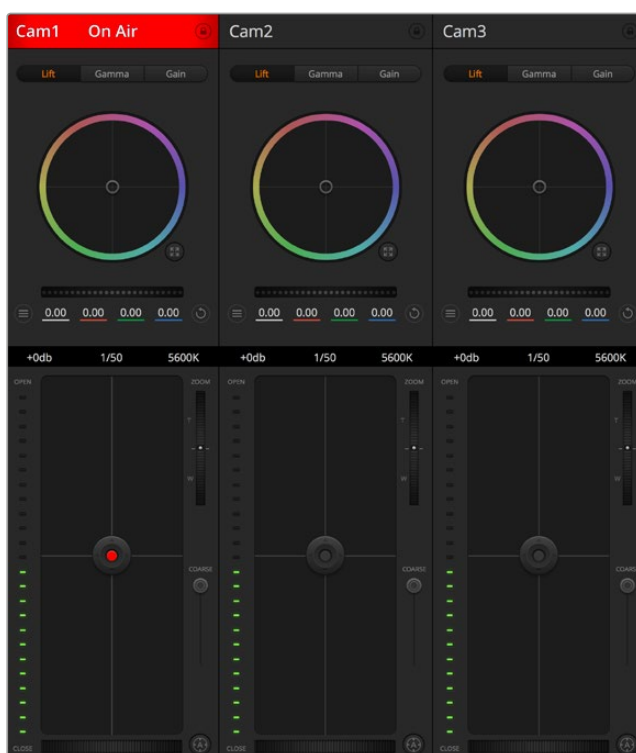 Cam1 On Air Cam2 Cam3
Lift Gamma Gain Lift Gamma Gain Lift Gamma Gain
0.00 0.00 0.00 0.00 0.00 0.00 0.00 0.00 0.00 0.00 0.00 0.00
+0db 1/50 5600K +0db 1/50 5600K +0db 1/50 5600K
OPEN ZOOM OPEN ZOOM OPEN ZOOM
T T T
W W W
COARSE COARSE COARSE
CLOSE A CLOSE A CLOSE A